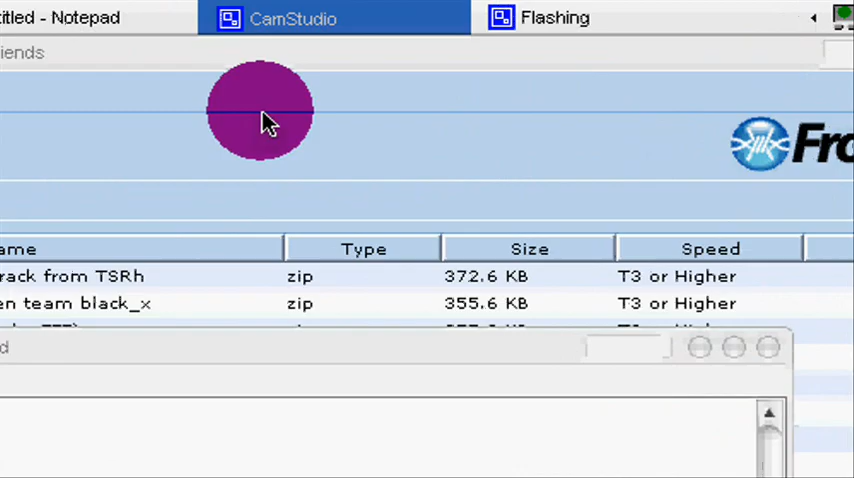 titled - Notepad CamStudio Flashing
iends
Fro
ame Type Size Speed
rack from TSRh zip 372.6 KB T3 or Higher
en team black_x zip 355.6 KB T3 or Higher
d